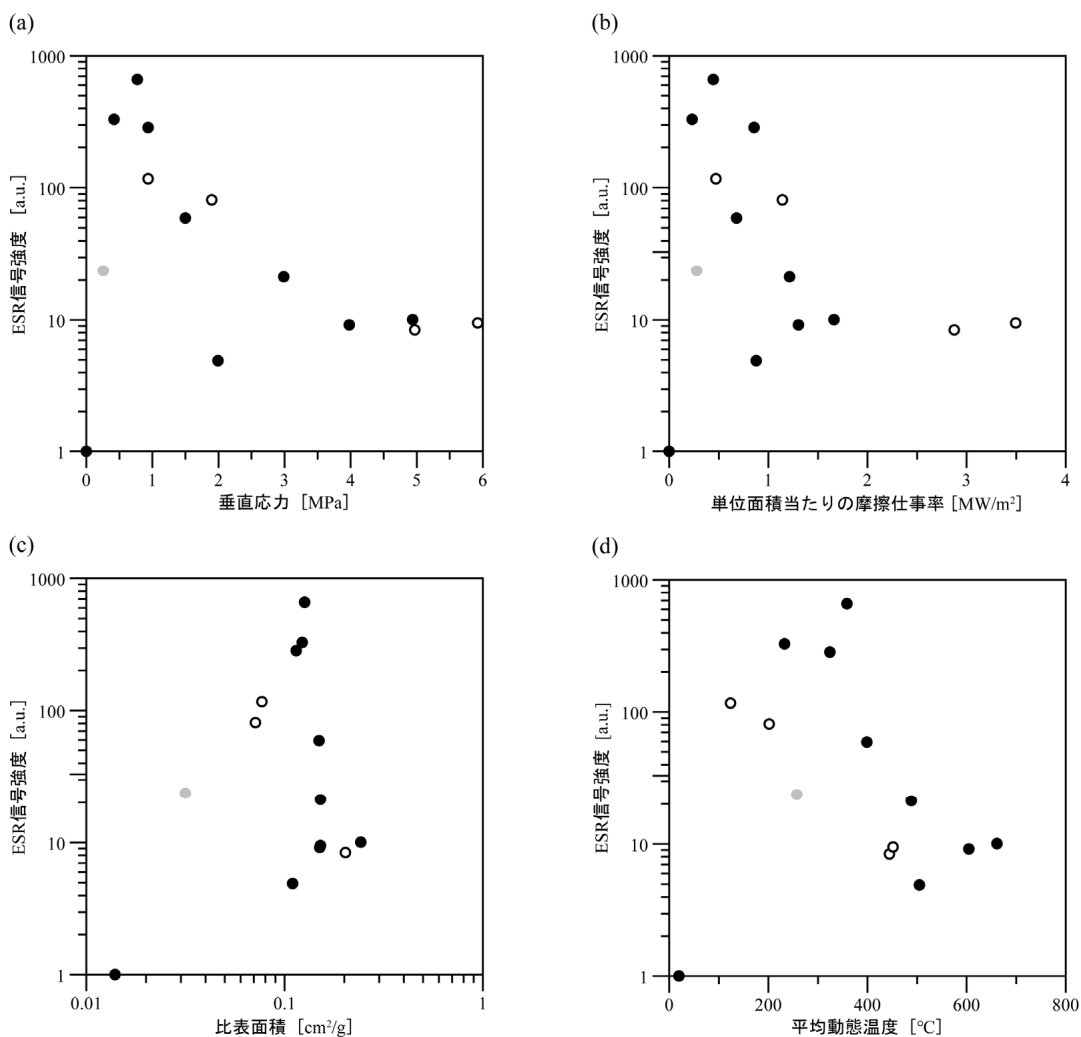 (a)
1000
100
10
1
ESR信号強度 [a.u.]
0 1 2 3 4 5 6
垂直応力 [MPa]
(b)
1000
100
10
1
ESR信号強度 [a.u.]
0 1 2 3 4
単位面積当たりの摩擦仕事率 [MW/m²]
(c)
1000
100
10
1
ESR信号強度 [a.u.]
0.01 0.1 1
比表面積 [cm²/g]
(d)
1000
100
10
1
ESR信号強度 [a.u.]
0 200 400 600 800
平均動態温度 [℃]